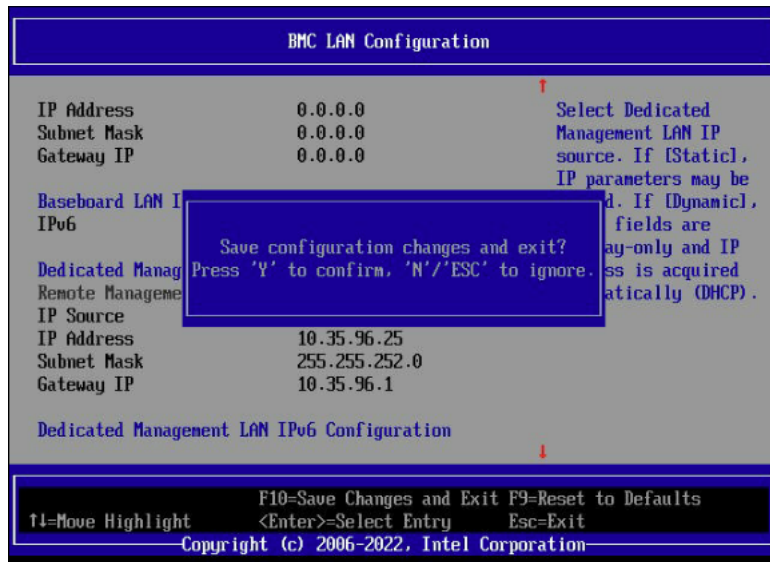 BMC LAN Configuration
IP Address 0.0.0.0
Subnet Mask 0.0.0.0
Gateway IP 0.0.0.0
Baseboard LAN I
IPv6
Dedicated Manag
Remote Manageme
IP Source
IP Address 10.35.96.25
Subnet Mask 255.255.252.0
Gateway IP 10.35.96.1
Dedicated Management LAN IPv6 Configuration
Select Dedicated
Management LAN IP
source. If [Static],
IP parameters may be
d. If [Dynamic],
fields are
ay-only and IP
ss is acquired
atically (DHCP).
Save configuration changes and exit?
Press 'Y' to confirm, 'N'/'ESC' to ignore.
F10=Save Changes and Exit F9=Reset to Defaults
↑↓=Move Highlight <Enter>=Select Entry Esc=Exit
Copyright (c) 2006-2022, Intel Corporation